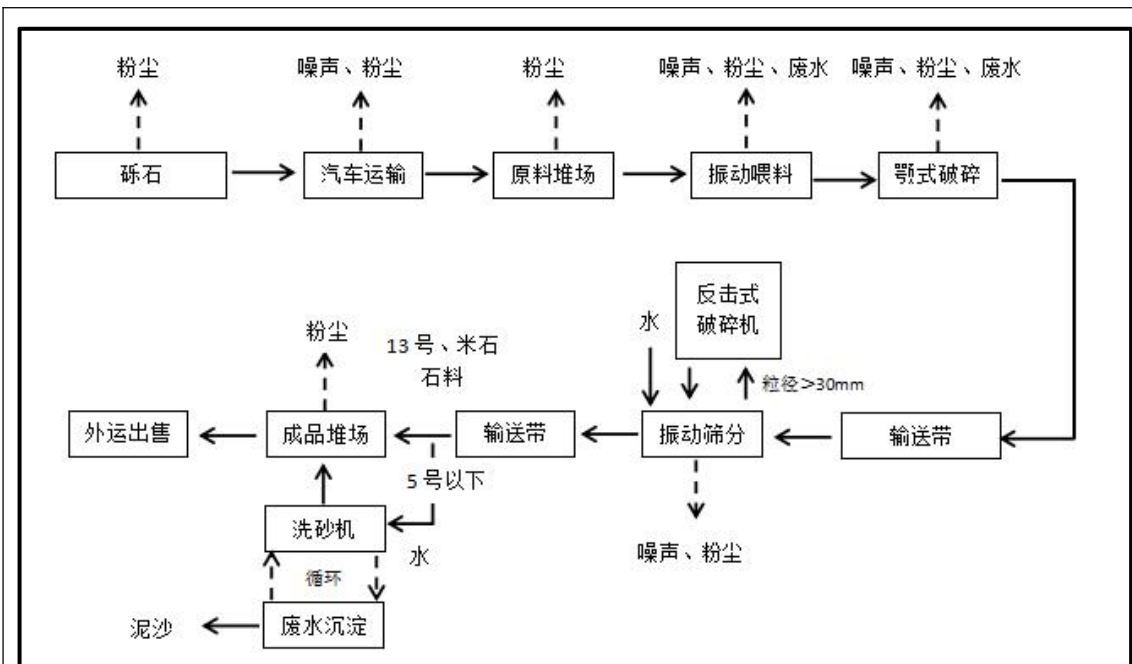 粉尘
噪声、粉尘
粉尘
噪声、粉尘、废水
噪声、粉尘、废水
砾石
汽车运输
原料堆场
振动喂料
颚式破碎
反击式
破碎机
水
粉尘
13 号、米石
石料
粒径＞30mm
外运出售
成品堆场
输送带
振动筛分
输送带
5 号以下
洗砂机
水
噪声、粉尘
循环
泥沙
废水沉淀